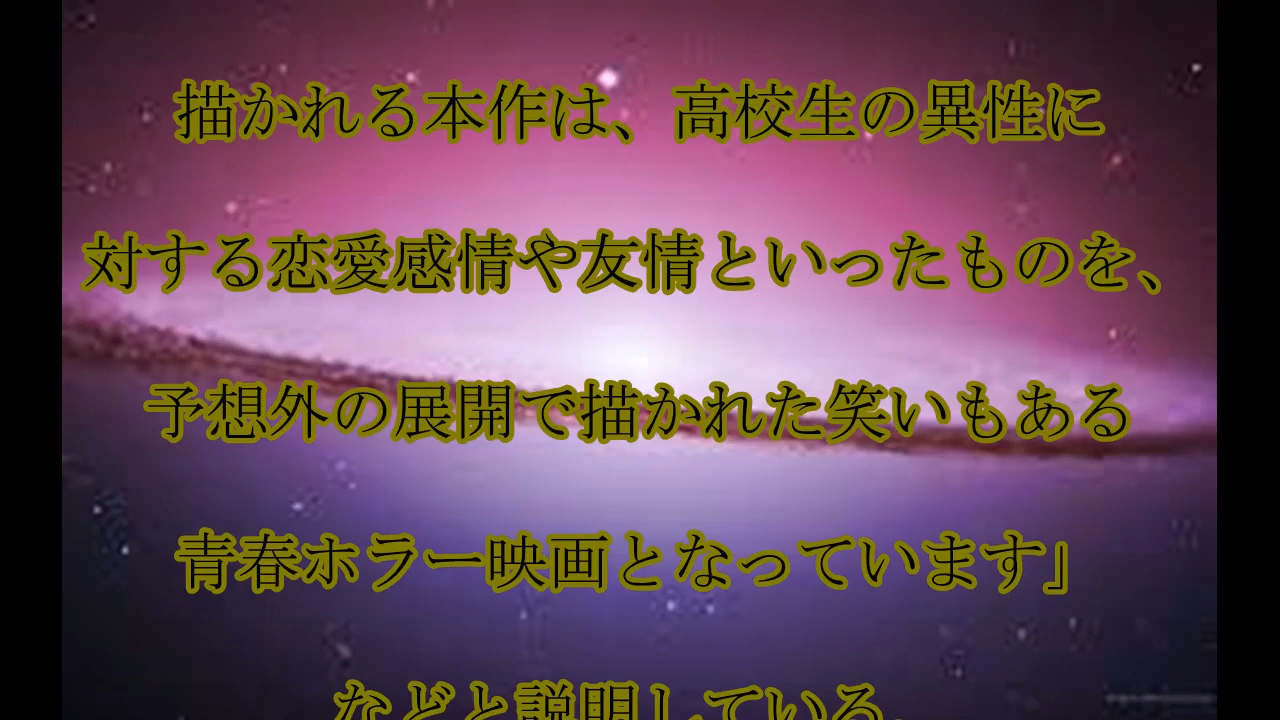 描かれる本作は、高校生の異性に
対する恋愛感情や友情といったものを、
予想外の展開で描かれた笑いもある
青春ホラー映画となっています」
などと説明している。